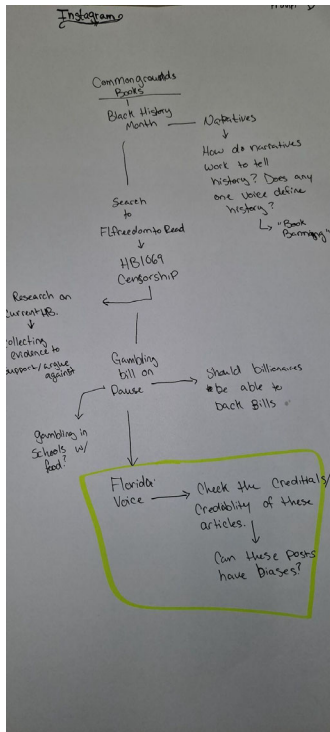 Instagram
Commongrounds
Books
Black History
Month
Narratives
How do narratives
work to tell
history? Does any
one voice define
history?
"Book
Banning"
Search
to
FLfreedomtoRead
HB1069
Censorship
Research on
current HB.
collecting
evidence to
support/argue
against
Gambling
bill on
Pause
Should billionaires
be able to
back Bills
gambling in
Schools w/
food?
Florida:
Voice
Check the Credittals/
Credablity of these
articles.
Can these posts
have biases?